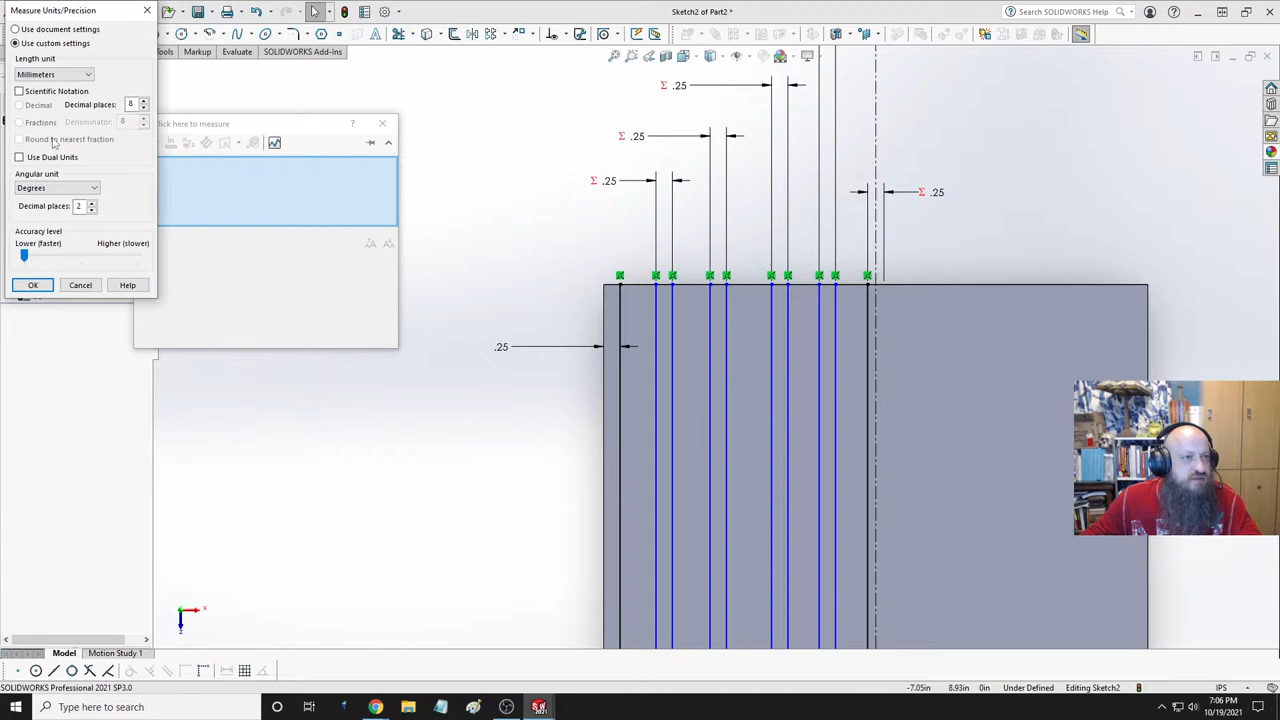 Measure Units/Precision
Sketch2 of Part2 *
Search SOLIDWORKS Help
Use document settings
Use custom settings
Tools
Markup
Evaluate
SOLIDWORKS Add-Ins
Length unit
Millimeters
Scientific Notation
Decimal
Decimal places:
8
Fractions
Denominator:
8
Round to nearest fraction
Use Dual Units
Angular unit
Degrees
Decimal places:
2
Accuracy level
Lower (faster)
Higher (slower)
OK
Cancel
Help
lick here to measure
?
Σ .25
Σ .25
Σ .25
Σ .25
.25
x
z
Model
Motion Study 1
SOLIDWORKS Professional 2021 SP3.0
-7.05in
8.93in
0in
Under Defined
Editing Sketch2
IPS
Type here to search
7:06 PM
10/19/2021